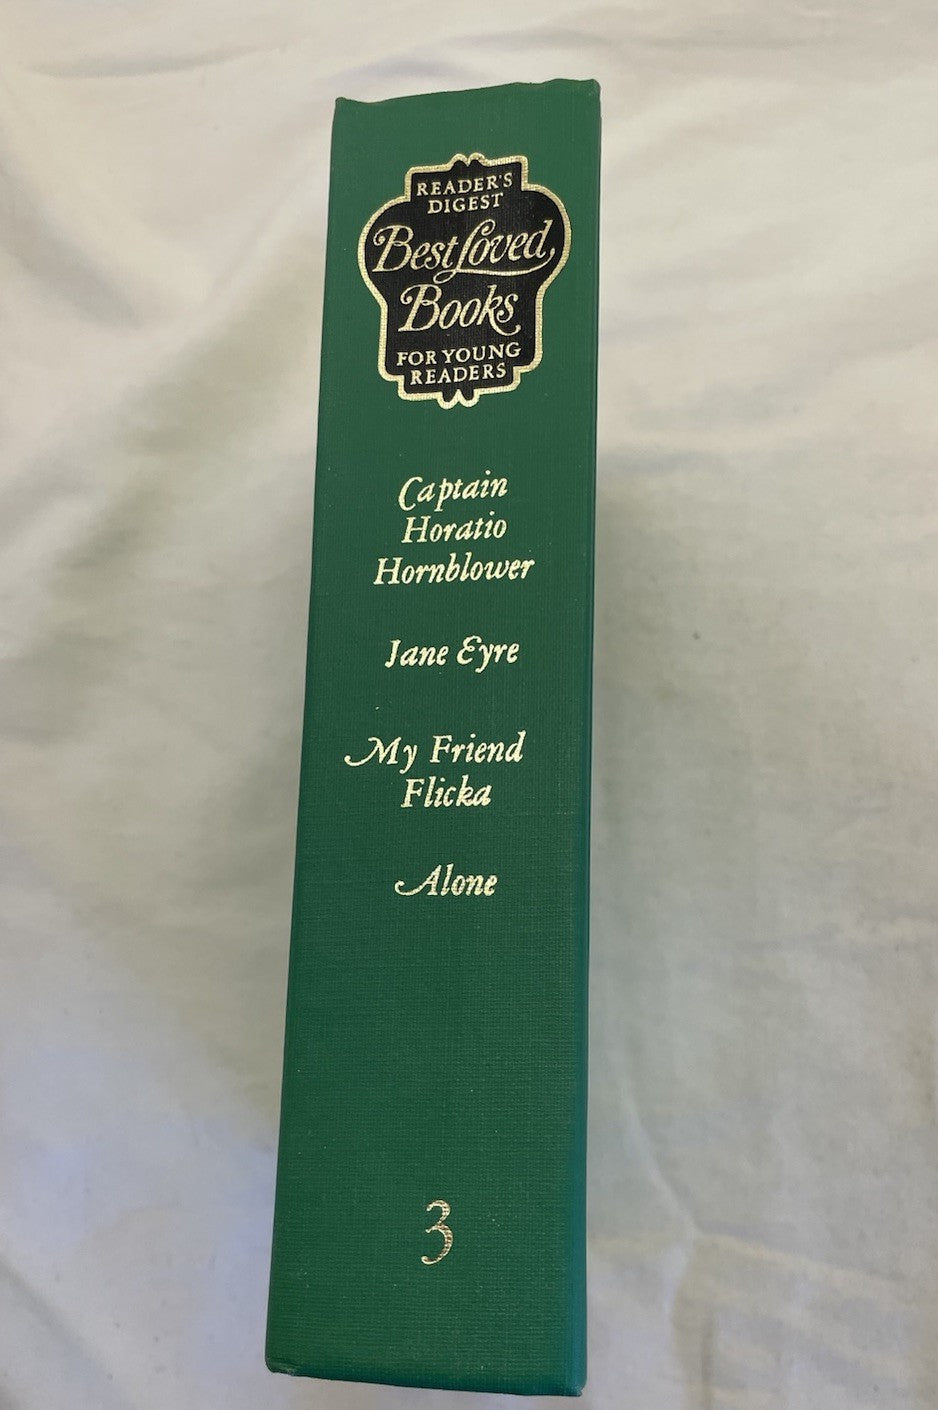 READER'S
DIGEST
Best Loved
Books
FOR YOUNG
READERS
Captain
Horatio
Hornblower
Jane Eyre
My Friend
Flicka
Alone
3